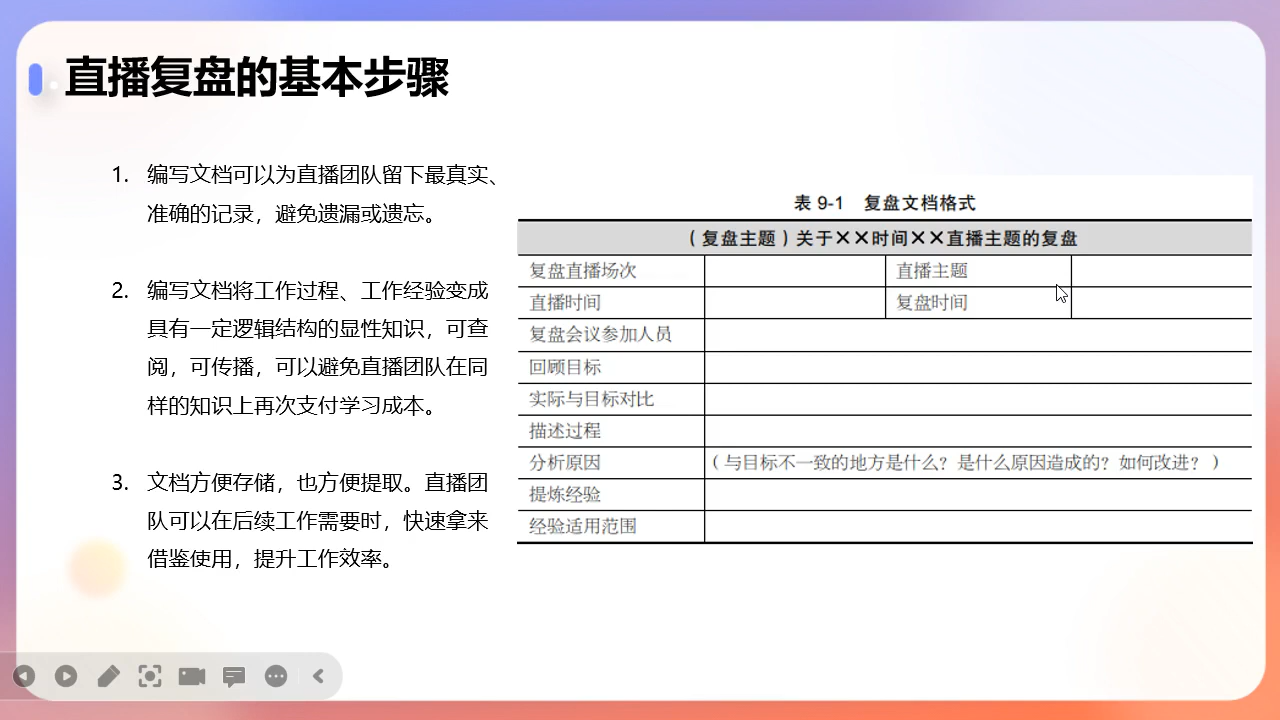 直播复盘的基本步骤
1. 编写文档可以为直播团队留下最真实、
准确的记录，避免遗漏或遗忘。
2. 编写文档将工作过程、工作经验变成
具有一定逻辑结构的显性知识，可查
阅，可传播，可以避免直播团队在同
样的知识上再次支付学习成本。
3. 文档方便存储，也方便提取。直播团
队可以在后续工作需要时，快速拿来
借鉴使用，提升工作效率。
表 9-1 复盘文档格式
（复盘主题）关于××时间××直播主题的复盘
复盘直播场次 直播主题
直播时间 复盘时间
复盘会议参加人员
回顾目标
实际与目标对比
描述过程
分析原因 （与目标不一致的地方是什么？是什么原因造成的？如何改进？）
提炼经验
经验适用范围